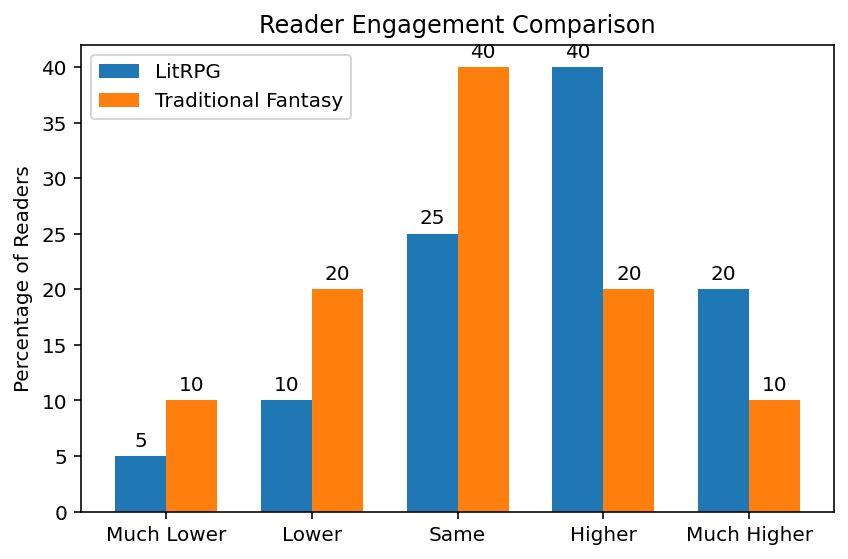 Reader Engagement Comparison
LitRPG
Traditional Fantasy
Percentage of Readers
40
35
30
25
20
15
10
5
0
5
10
10
20
25
40
40
20
20
10
Much Lower
Lower
Same
Higher
Much Higher